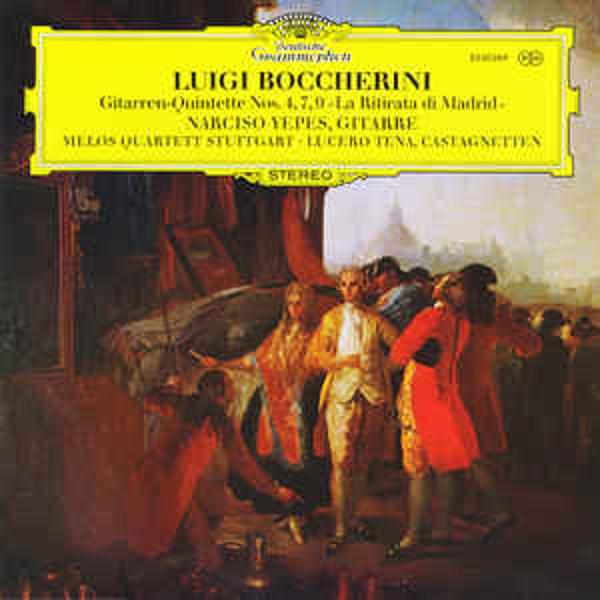 Deutsche
Grammophon
LUIGI BOCCHERINI
Gitarren-Quintette Nos. 4, 7, 9 »La Ritirata di Madrid«
NARCISO YEPES, GITARRE
MELOS QUARTETT STUTTGART · LUCERO TENA, CASTAGNETTEN
STEREO